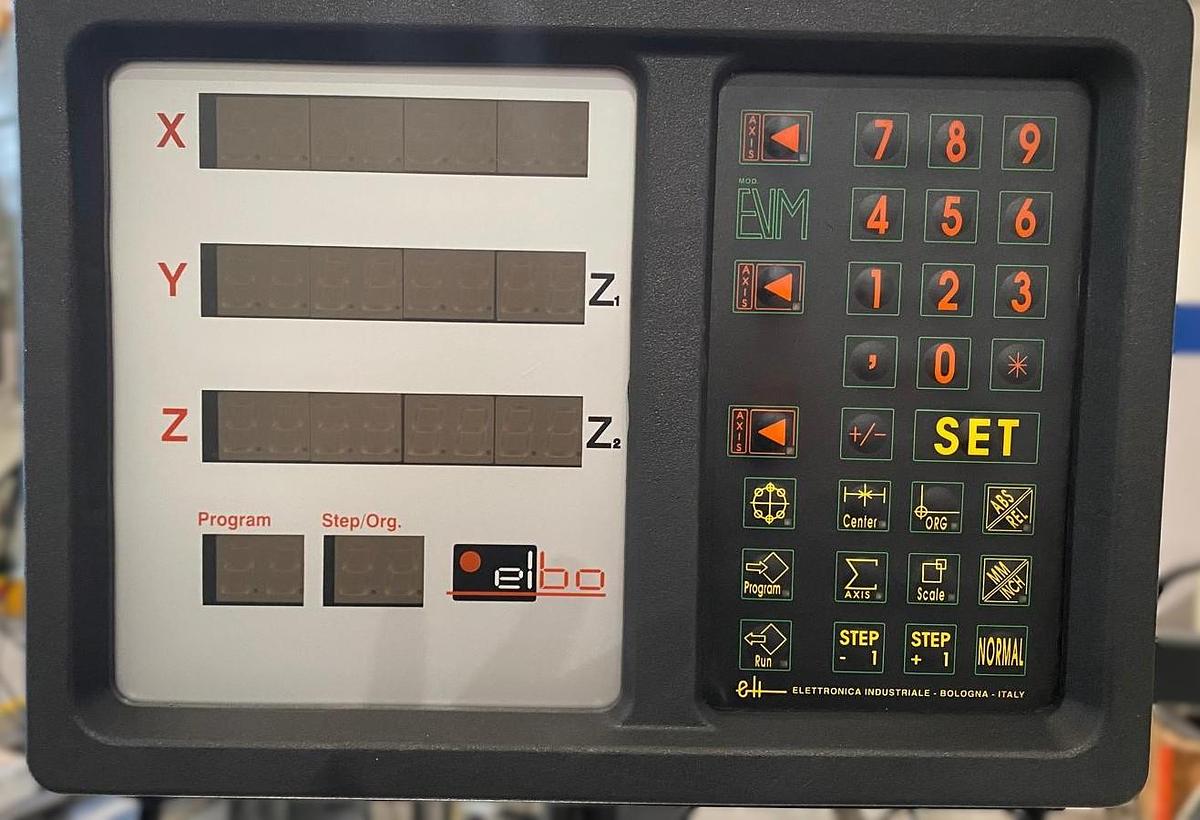 X
Y
Z1
Z
Z2
Program
Step/Org.
elbo
AXIS
7
8
9
MOD.
EVM
4
5
6
AXIS
1
2
3
,
0
*
AXIS
+/-
SET
Center
ORG
ABS
REL
Program
Σ
AXIS
Scale
MM
INCH
Run
STEP
- 1
STEP
+ 1
NORMAL
ELETTRONICA INDUSTRIALE - BOLOGNA - ITALY